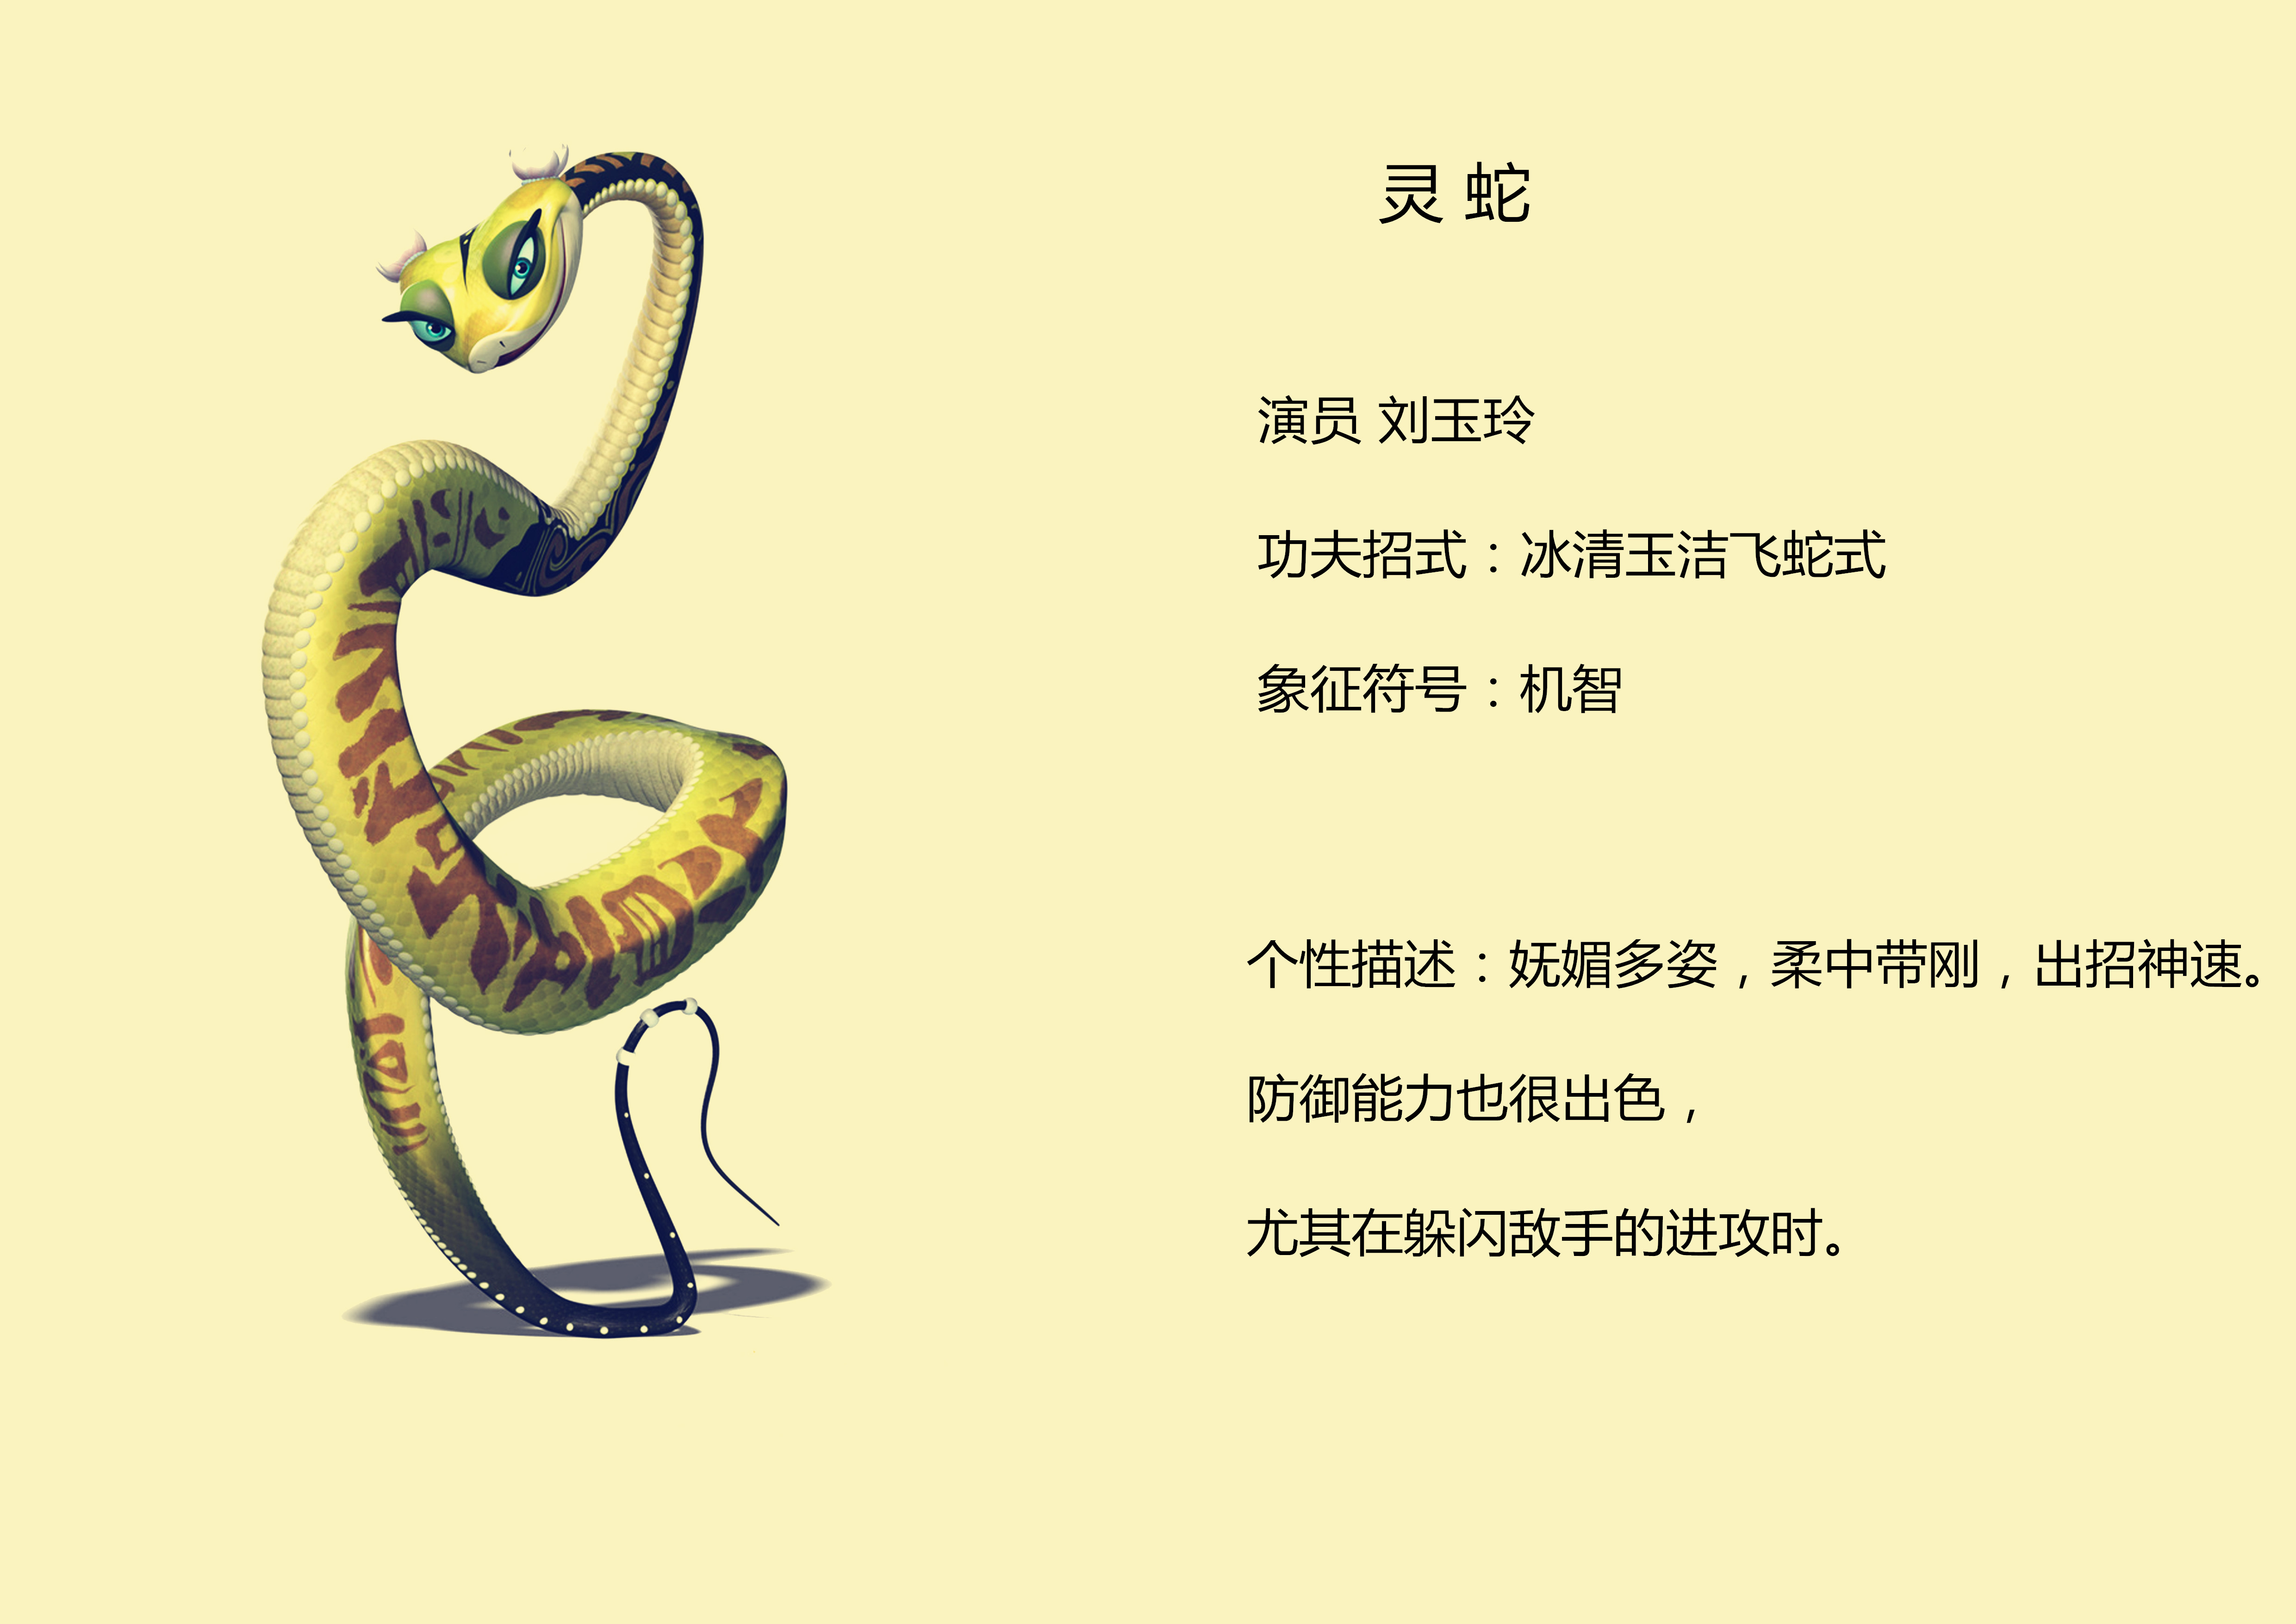 灵 蛇
演员 刘玉玲
功夫招式：冰清玉洁飞蛇式
象征符号：机智
个性描述：妩媚多姿，柔中带刚，出招神速。
防御能力也很出色，
尤其在躲闪敌手的进攻时。